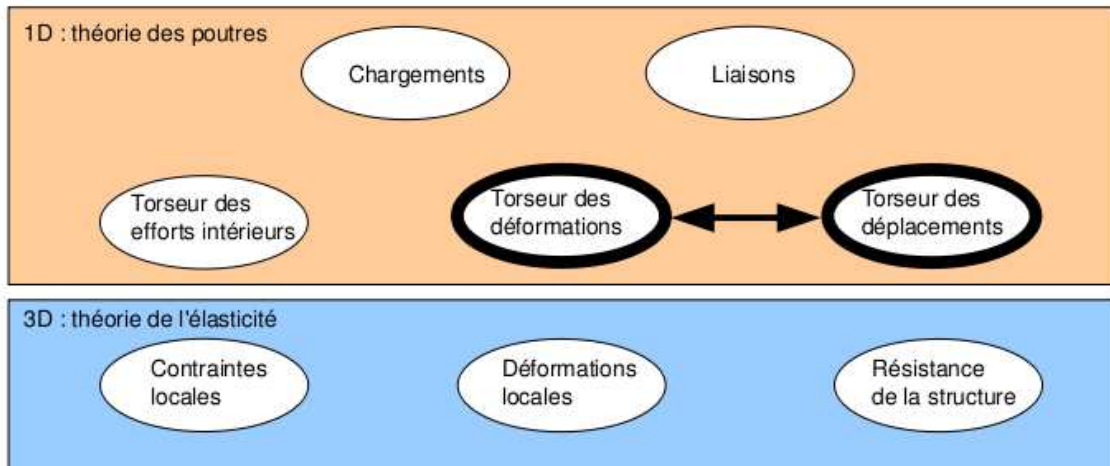 1D : théorie des poutres
Chargements
Liaisons
Torseur des
efforts intérieurs
Torseur des
déformations
Torseur des
déplacements
3D : théorie de l'élasticité
Contraintes
locales
Déformations
locales
Résistance
de la structure